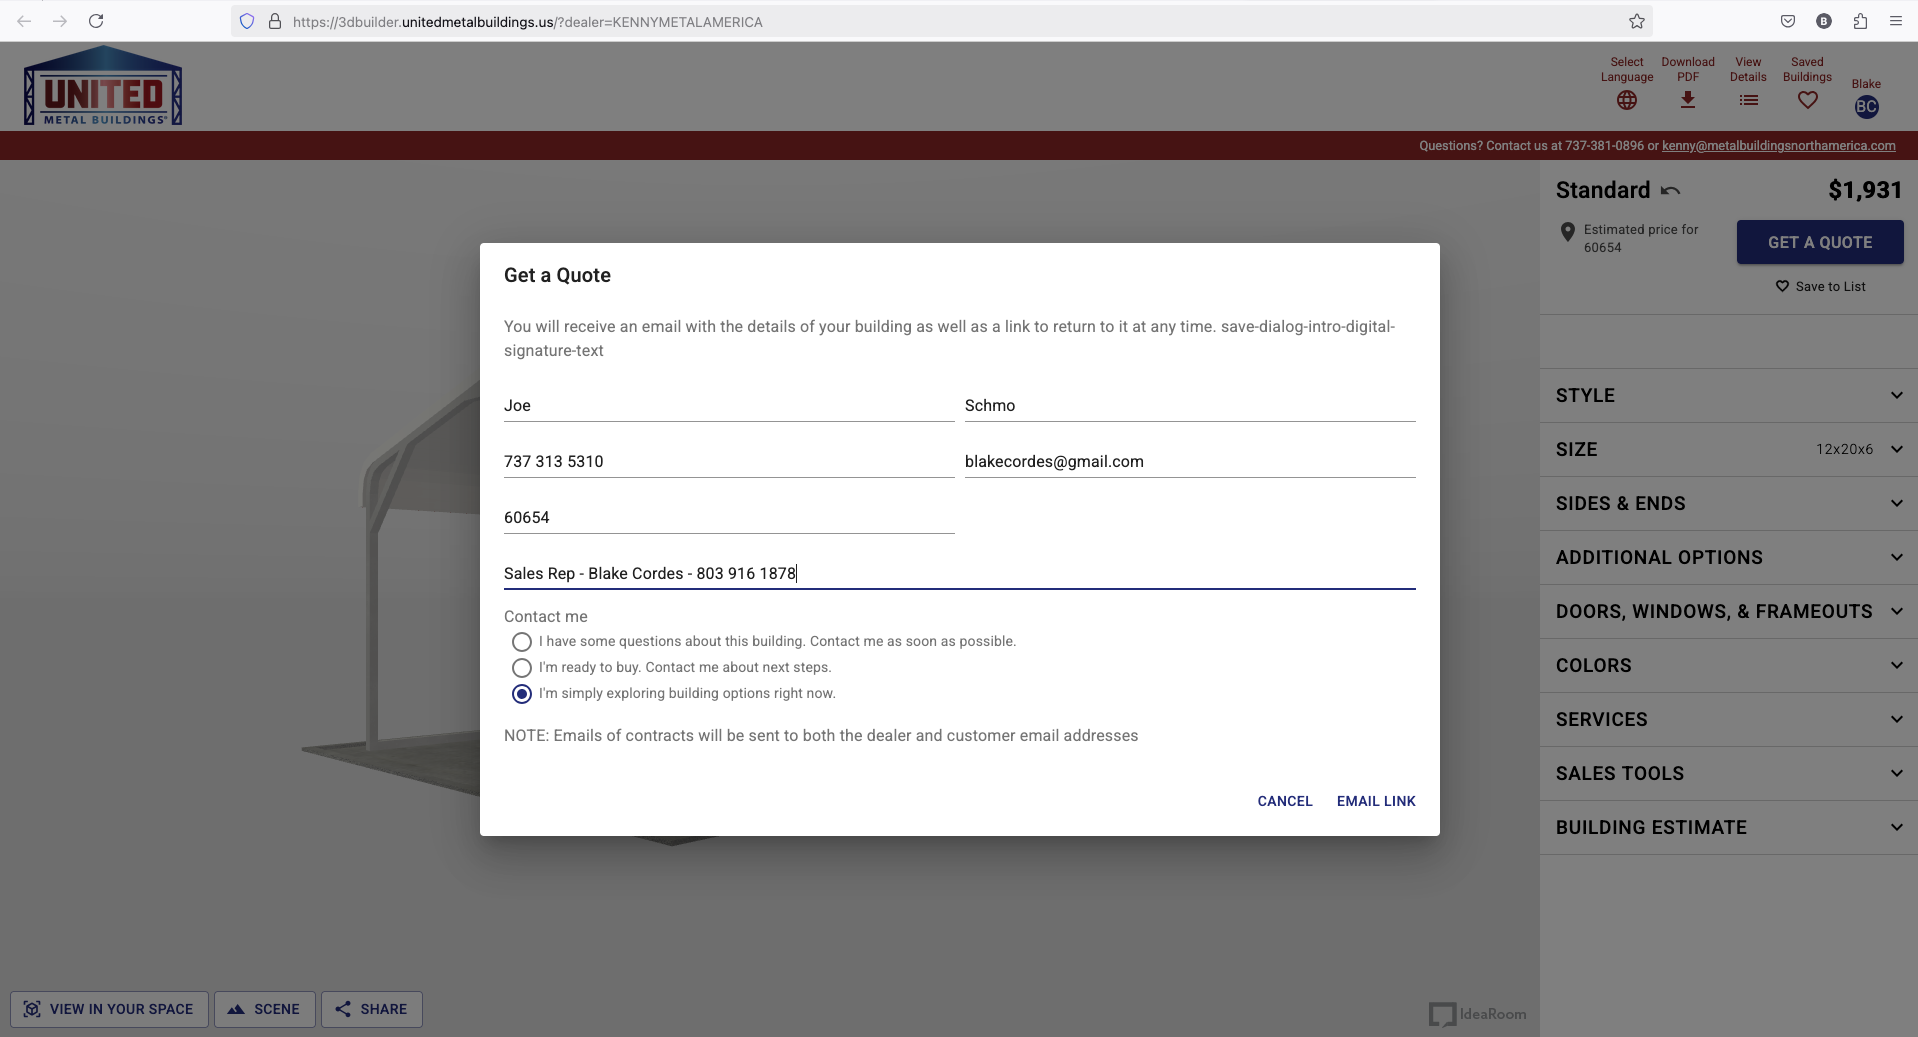 https://3dbuilder.unitedmetalbuildings.us/?dealer=KENNYMETALAMERICA
B
UNITED
METAL BUILDINGS
Select Language
Download PDF
View Details
Saved Buildings
Blake
BC
Questions? Contact us at 737-381-0896 or kenny@metalbuildingsnorthamerica.com
Standard
$1,931
Estimated price for
60654
GET A QUOTE
Save to List
Get a Quote
You will receive an email with the details of your building as well as a link to return to it at any time. save-dialog-intro-digital-
signature-text
Joe
Schmo
737 313 5310
blakecordes@gmail.com
60654
Sales Rep - Blake Cordes - 803 916 1878
Contact me
I have some questions about this building. Contact me as soon as possible.
I'm ready to buy. Contact me about next steps.
I'm simply exploring building options right now.
NOTE: Emails of contracts will be sent to both the dealer and customer email addresses
CANCEL
EMAIL LINK
STYLE
SIZE
12x20x6
SIDES & ENDS
ADDITIONAL OPTIONS
DOORS, WINDOWS, & FRAMEOUTS
COLORS
SERVICES
SALES TOOLS
BUILDING ESTIMATE
VIEW IN YOUR SPACE
SCENE
SHARE
IdeaRoom